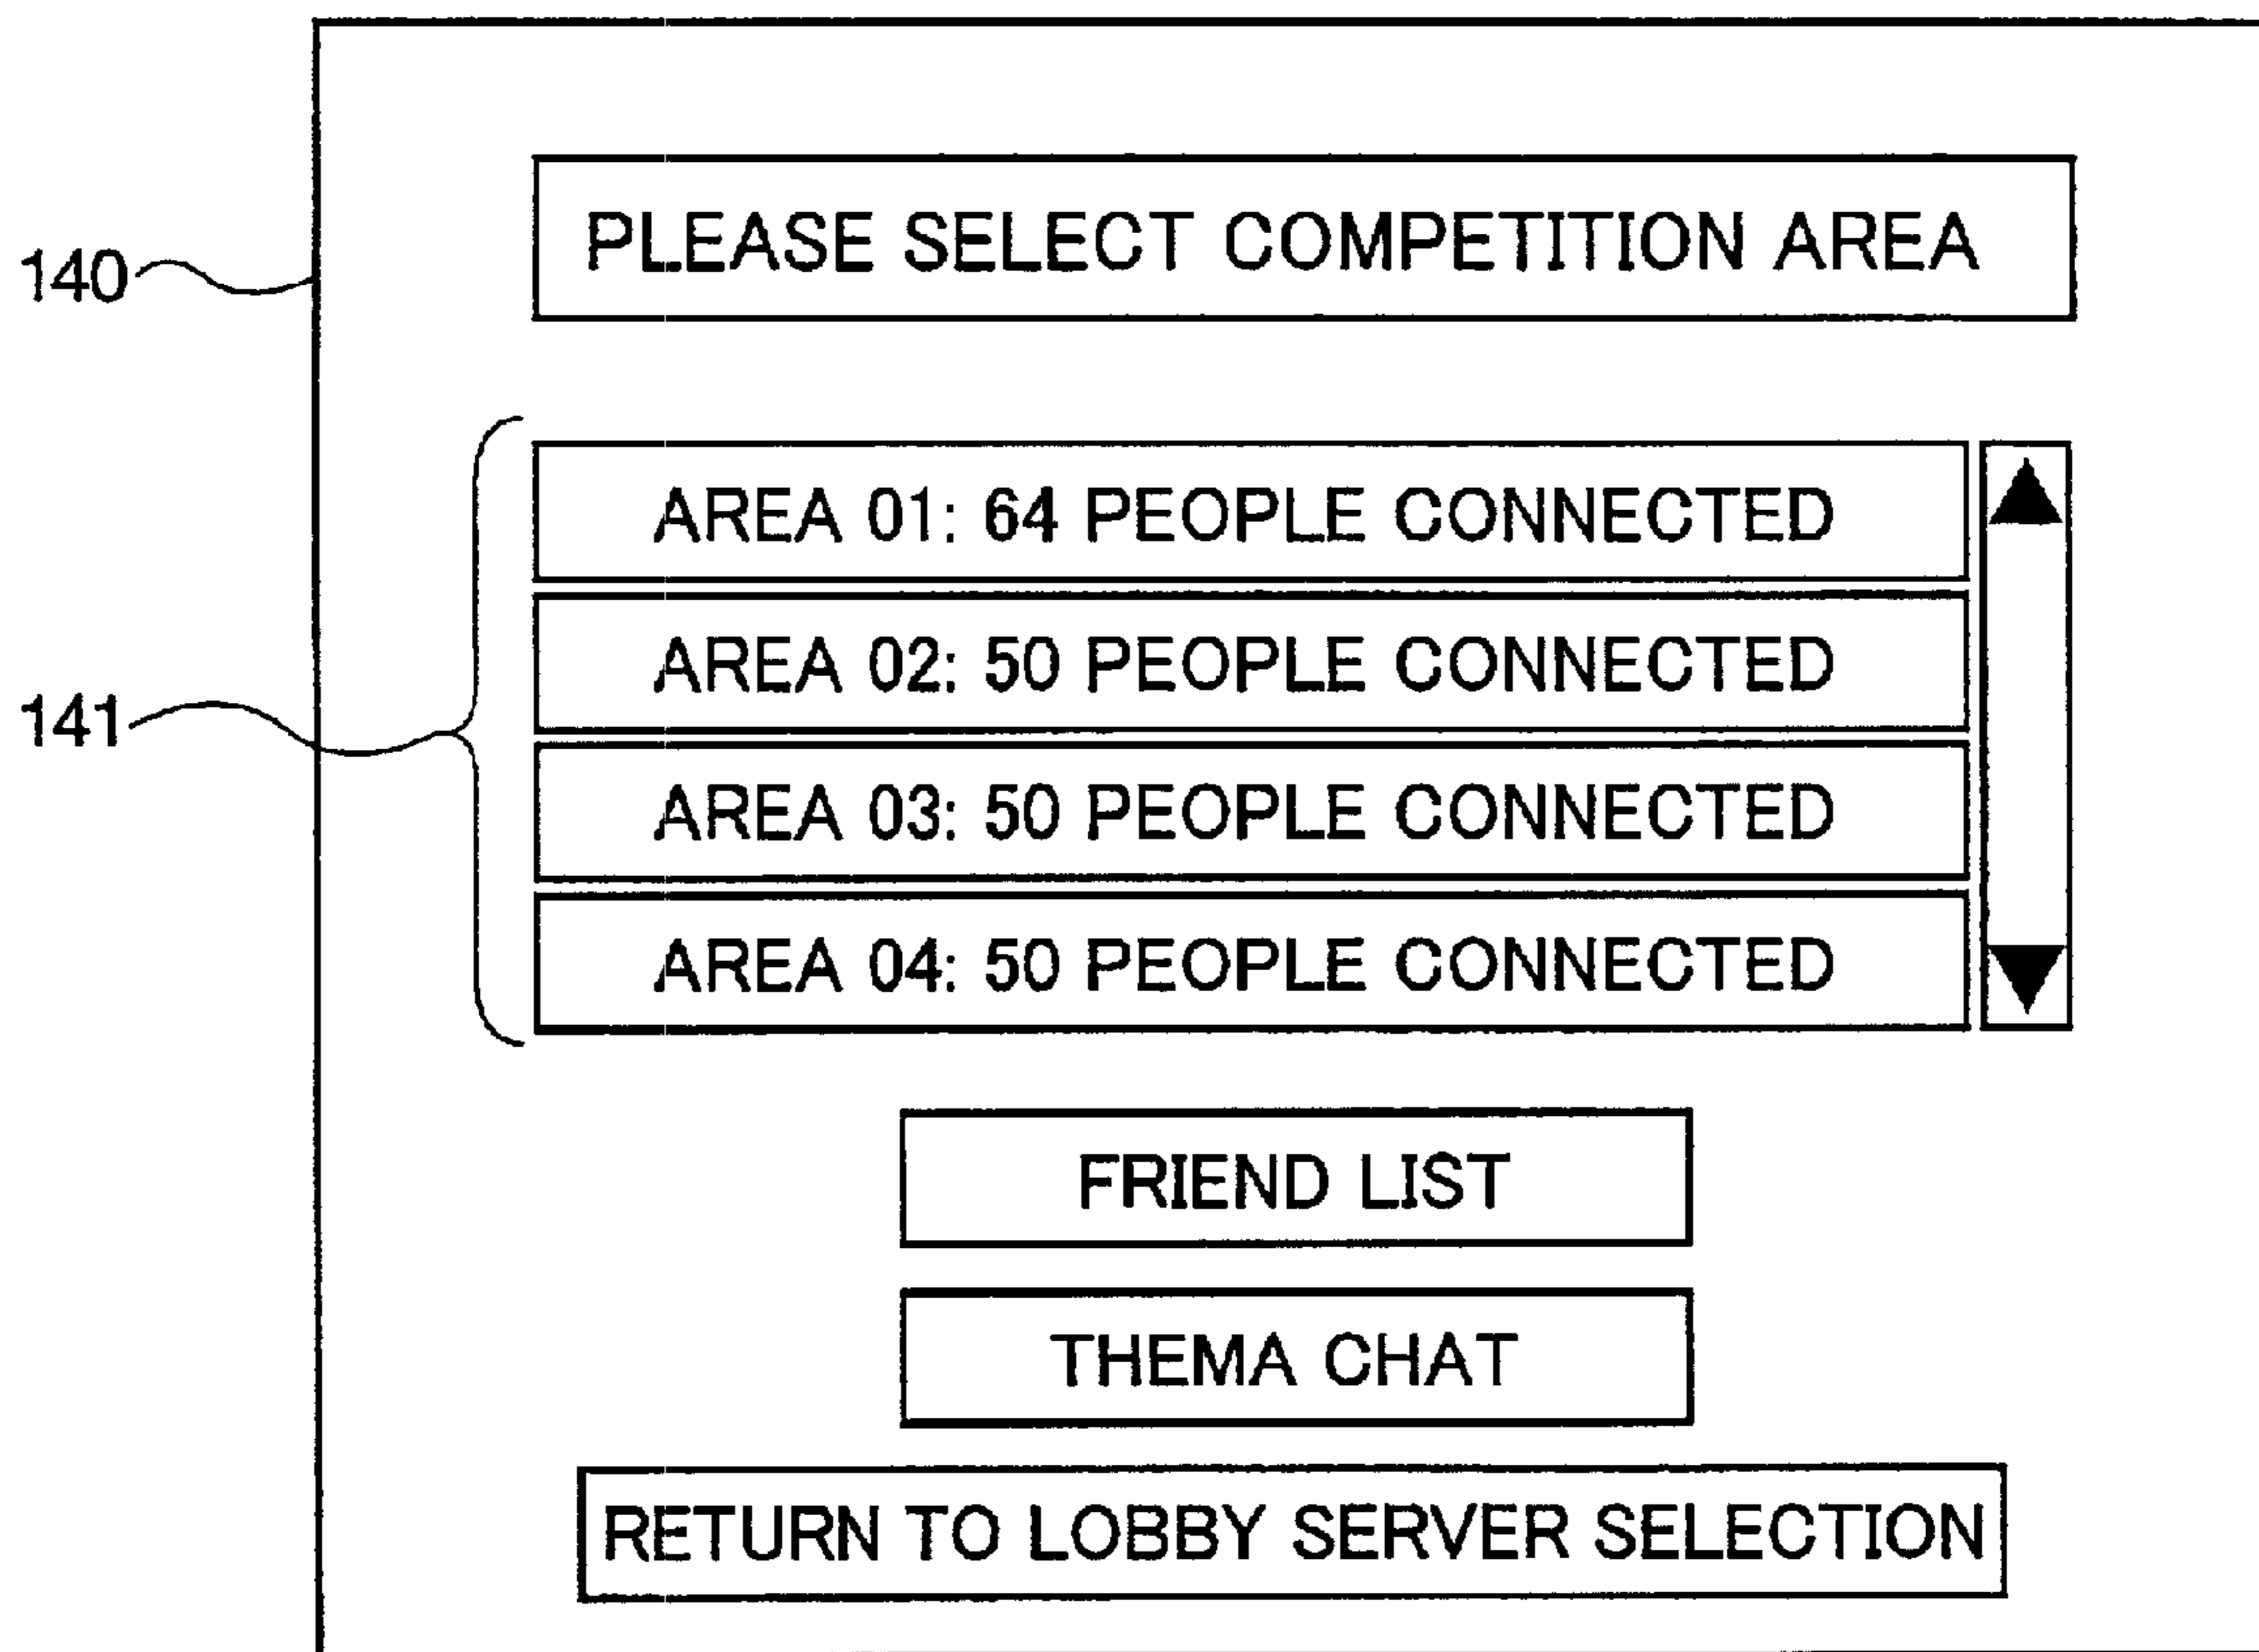 PLEASE SELECT COMPETITION AREA
140
AREA 01: 64 PEOPLE CONNECTED
AREA 02: 50 PEOPLE CONNECTED
141
AREA 03: 50 PEOPLE CONNECTED
AREA 04: 50 PEOPLE CONNECTED
FRIEND LIST
THEMA CHAT
RETURN TO LOBBY SERVER SELECTION